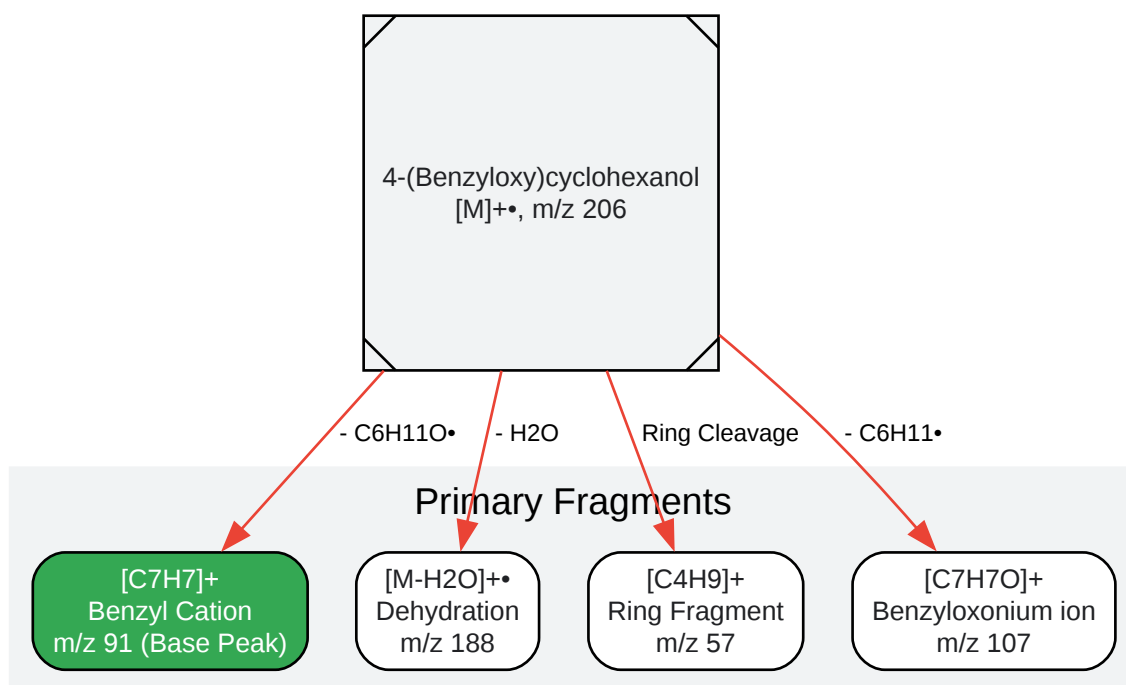 4-(Benzyloxy)cyclohexanol
[M]+•, m/z 206
- C6H11O•
- H2O
Ring Cleavage
- C6H11•
Primary Fragments
[C7H7]+
Benzyl Cation
m/z 91 (Base Peak)
[M-H2O]+•
Dehydration
m/z 188
[C4H9]+
Ring Fragment
m/z 57
[C7H7O]+
Benzyloxonium ion
m/z 107